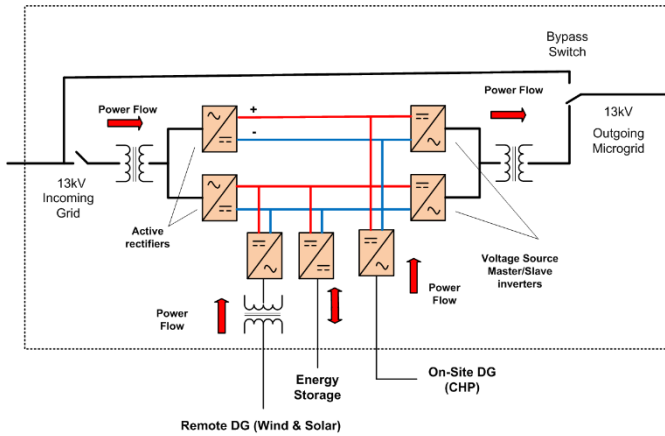 Bypass
Switch
Power Flow
Power Flow
+
-
13kV
Outgoing
Microgrid
13kV
Incoming
Grid
Active
rectifiers
Voltage Source
Master/Slave
inverters
Power
Flow
Power
Flow
On-Site DG
(CHP)
Energy
Storage
Remote DG (Wind & Solar)